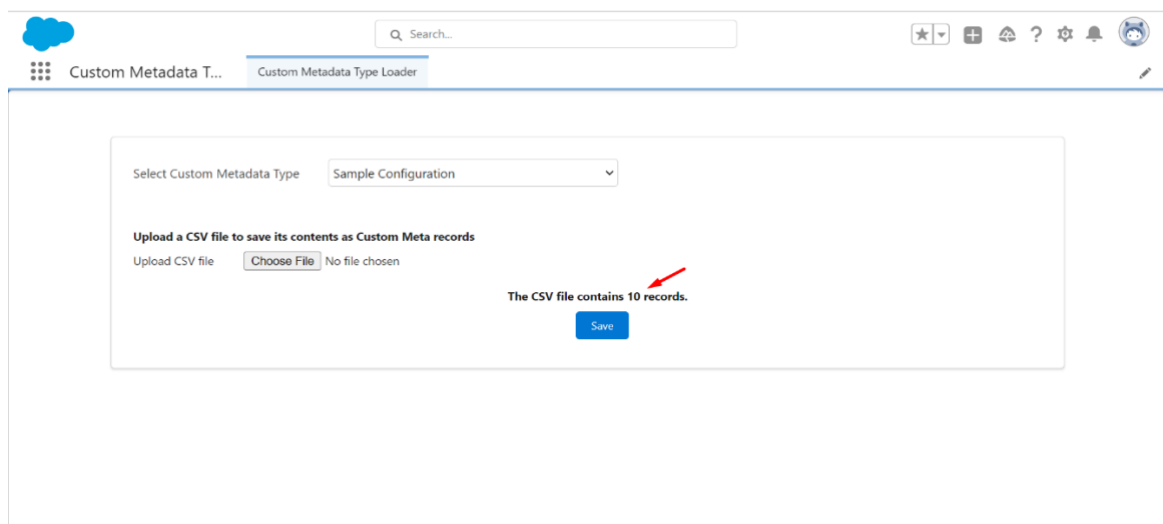 Search...
Custom Metadata T...
Custom Metadata Type Loader
Select Custom Metadata Type
Sample Configuration
Upload a CSV file to save its contents as Custom Meta records
Upload CSV file Choose File No file chosen
The CSV file contains 10 records.
Save